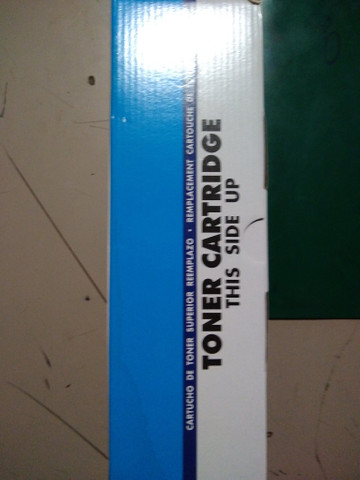 CARTUCHO DE TONER SUPERIOR REEMPLAZO • REMPLACEMENT CARTOUCHE DE
TONER CARTRIDGE
THIS SIDE UP